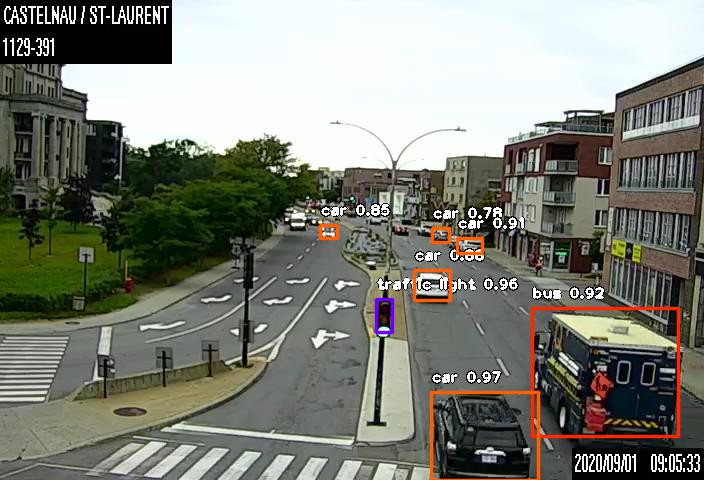 CASTELNAU / ST-LAURENT
1129-391
car 0.85
car 0.78
car 0.91
car 0.88
traffic light 0.96
bus 0.92
car 0.97
2020/09/01 09:05:33